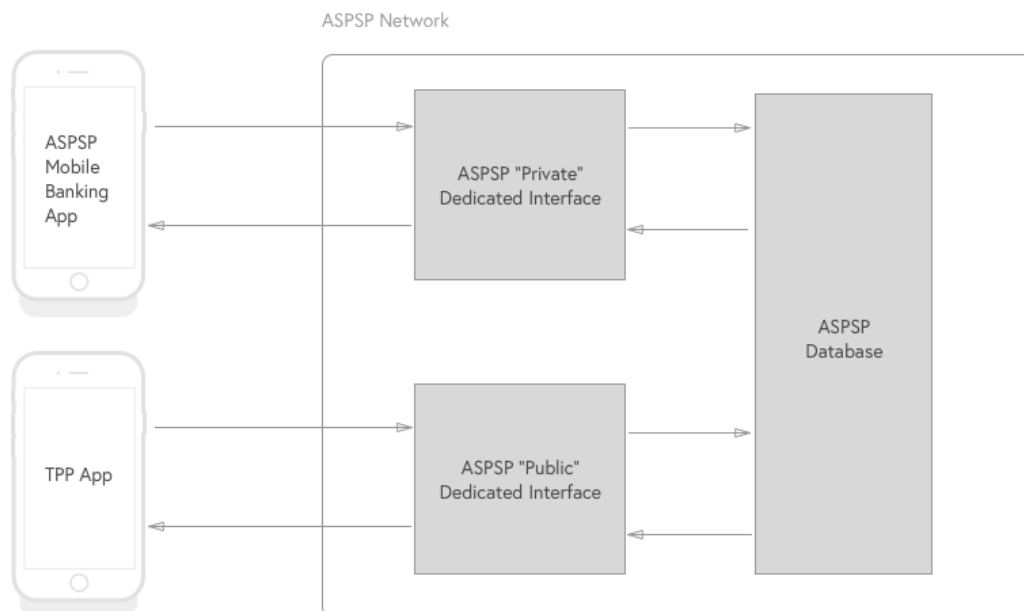 ASPSP Network
ASPSP
Mobile
Banking
App
ASPSP "Private"
Dedicated Interface
ASPSP
Database
TPP App
ASPSP "Public"
Dedicated Interface